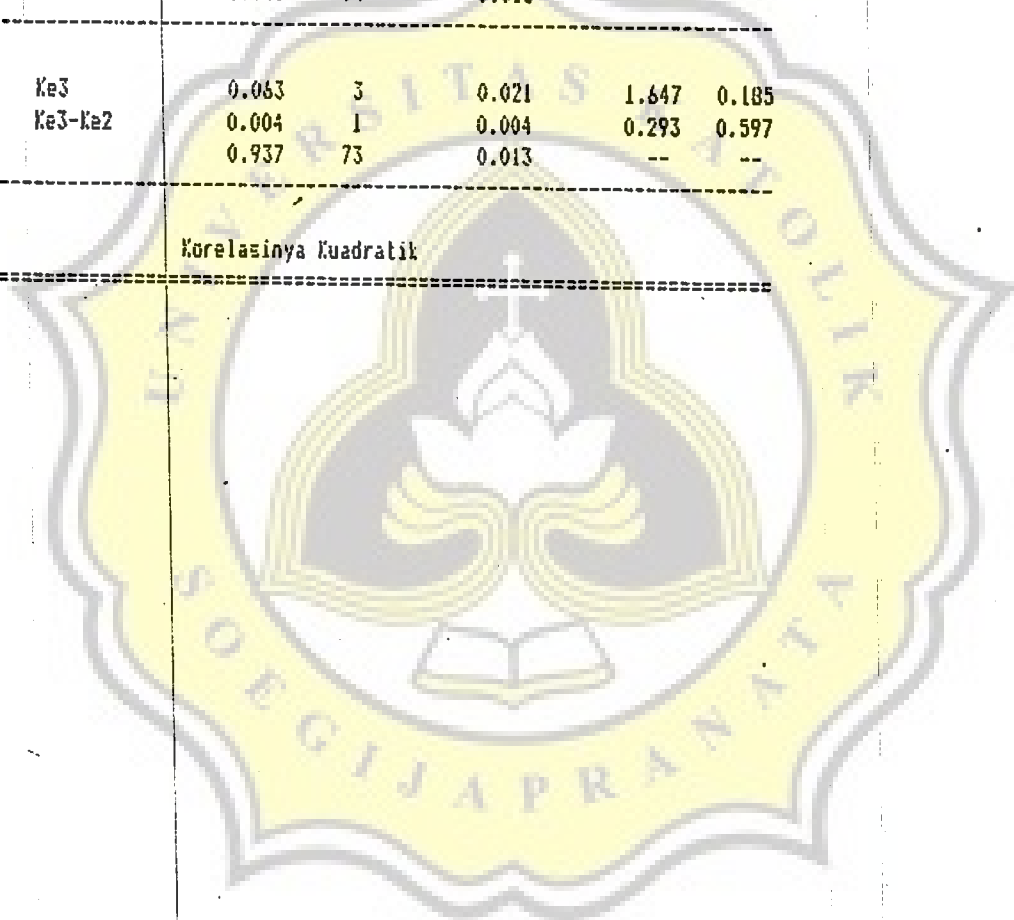 Ke3 0.063 3 0.021 1.647 0.185
Ke3-Ke2 0.004 1 0.004 0.293 0.597
0.937 73 0.013 -- --
Korelasinya Kuadratik
UNIVERSITAS KATOLIK
SOEGIJAPRANATA